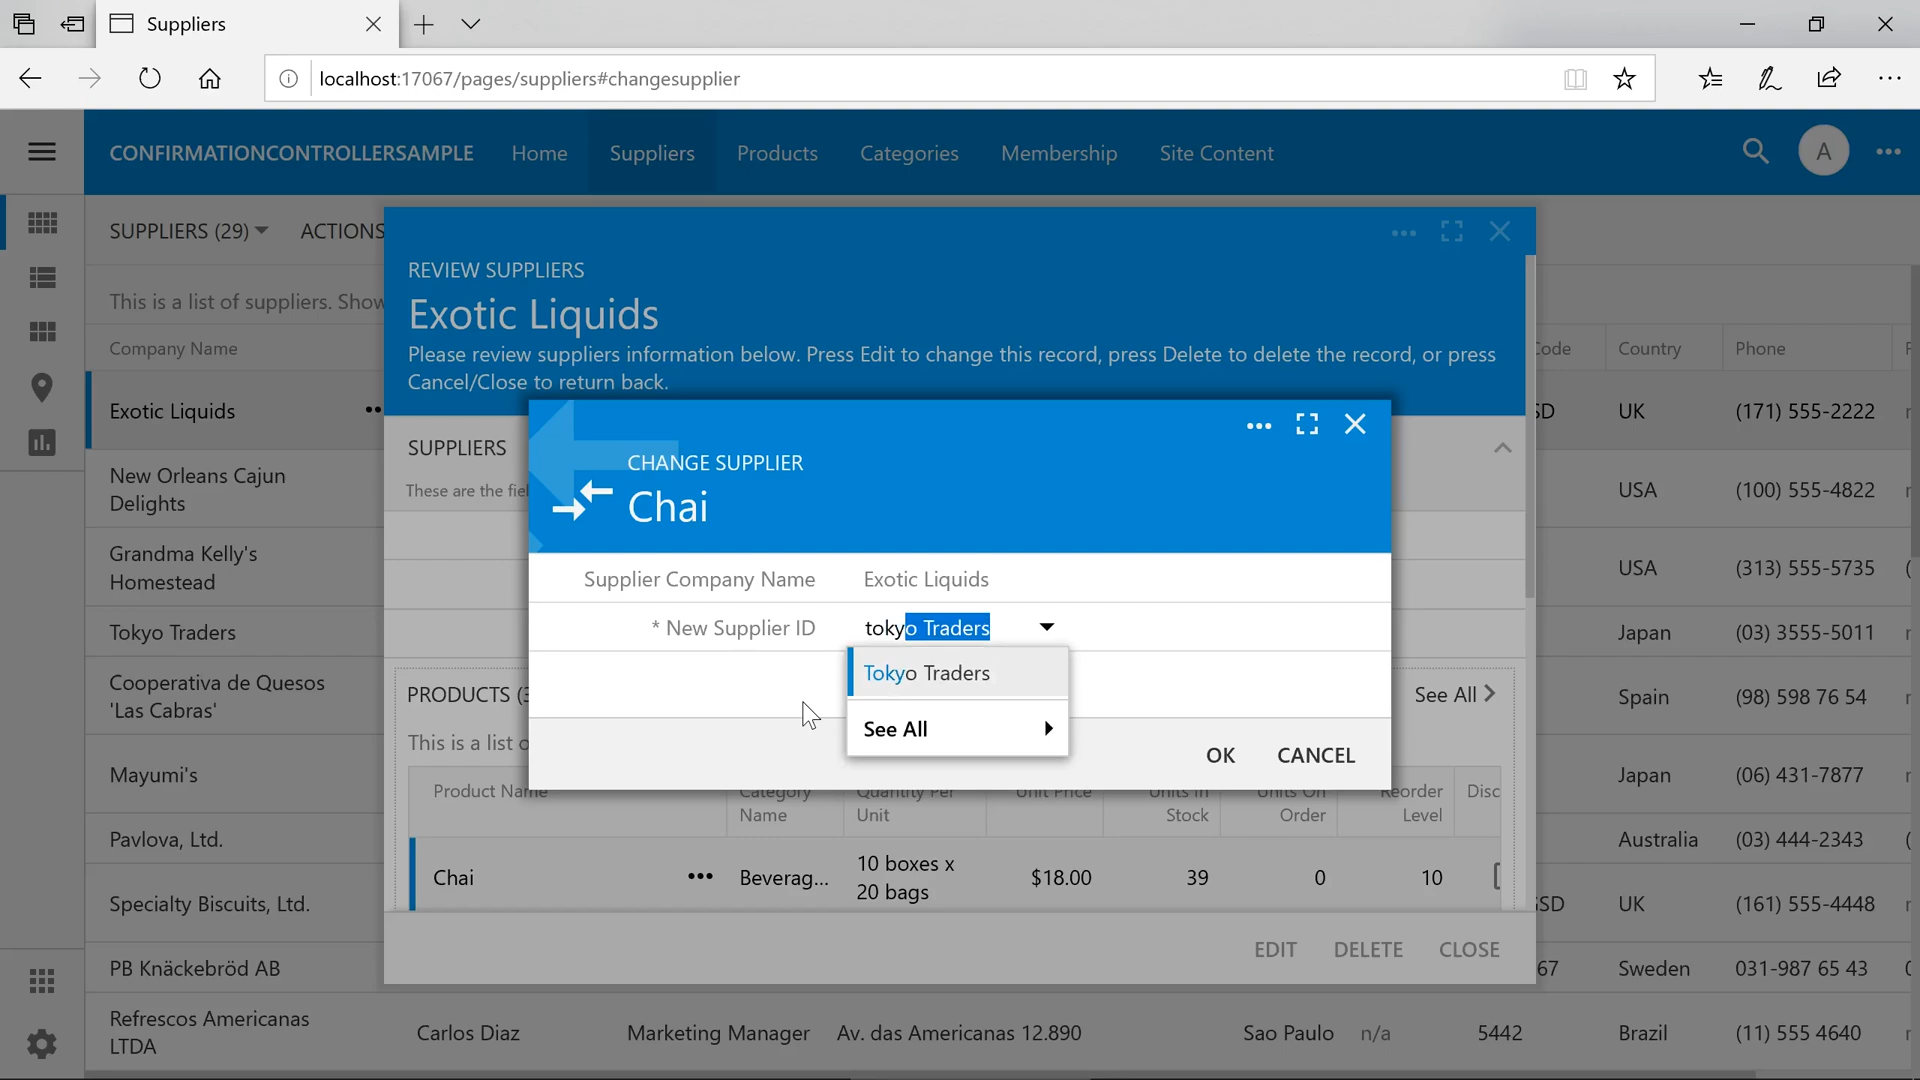 Suppliers
localhost:17067/pages/suppliers#changesupplier
CONFIRMATIONCONTROLLERSAMPLE Home Suppliers Products Categories Membership Site Content A
SUPPLIERS (29) ACTIONS
This is a list of suppliers. Show
Company Name
Country Phone
REVIEW SUPPLIERS
Exotic Liquids
Please review suppliers information below. Press Edit to change this record, press Delete to delete the record, or press
Cancel/Close to return back.
Exotic Liquids
UK (171) 555-2222
SUPPLIERS
These are the
CHANGE SUPPLIER
Chai
Supplier Company Name Exotic Liquids
* New Supplier ID tokyo Traders
Tokyo Traders
See All
OK CANCEL
New Orleans Cajun
Delights
USA (100) 555-4822
Grandma Kelly's
Homestead
USA (313) 555-5735
Tokyo Traders
Japan (03) 3555-5011
Cooperativa de Quesos
'Las Cabras'
Spain (98) 598 76 54
PRODUCTS
See All
This is a list
Mayumi's
Japan (06) 431-7877
Product Name
Category
Name
Quantity Per
Unit
Unit Price
Units In
Stock
Units On
Order
Reorder
Level
Disc
Pavlova, Ltd.
Australia (03) 444-2343
Chai Beverag... 10 boxes x
20 bags
$18.00 39 0 10
Specialty Biscuits, Ltd.
UK (161) 555-4448
EDIT DELETE CLOSE
PB Knäckebröd AB
67 Sweden 031-987 65 43
Refrescos Americanas
LTDA
Carlos Diaz Marketing Manager Av. das Americanas 12.890 Sao Paulo n/a 5442 Brazil (11) 555 4640